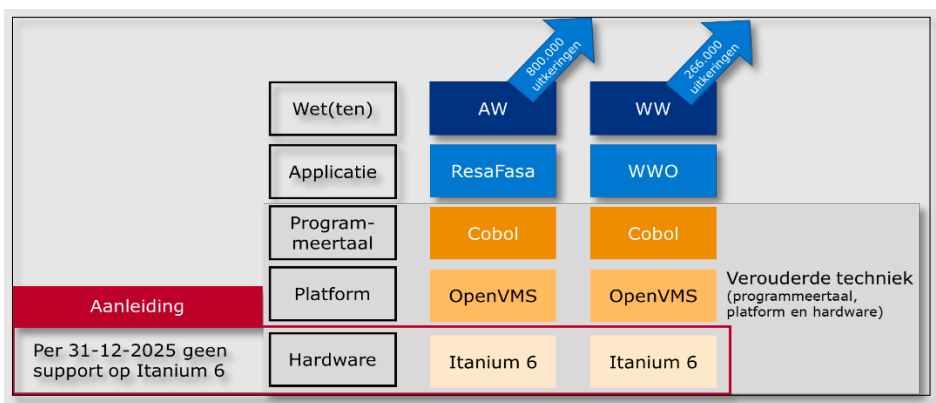 800.000
uitkeringen
266.000
uitkeringen
Wet(ten)
AW
WW
Applicatie
ResaFasa
WWO
Program-
meertaal
Cobol
Cobol
Platform
OpenVMS
OpenVMS
Verouderde techniek
(programmeertaal,
platform en hardware)
Aanleiding
Per 31-12-2025 geen
support op Itanium 6
Hardware
Itanium 6
Itanium 6